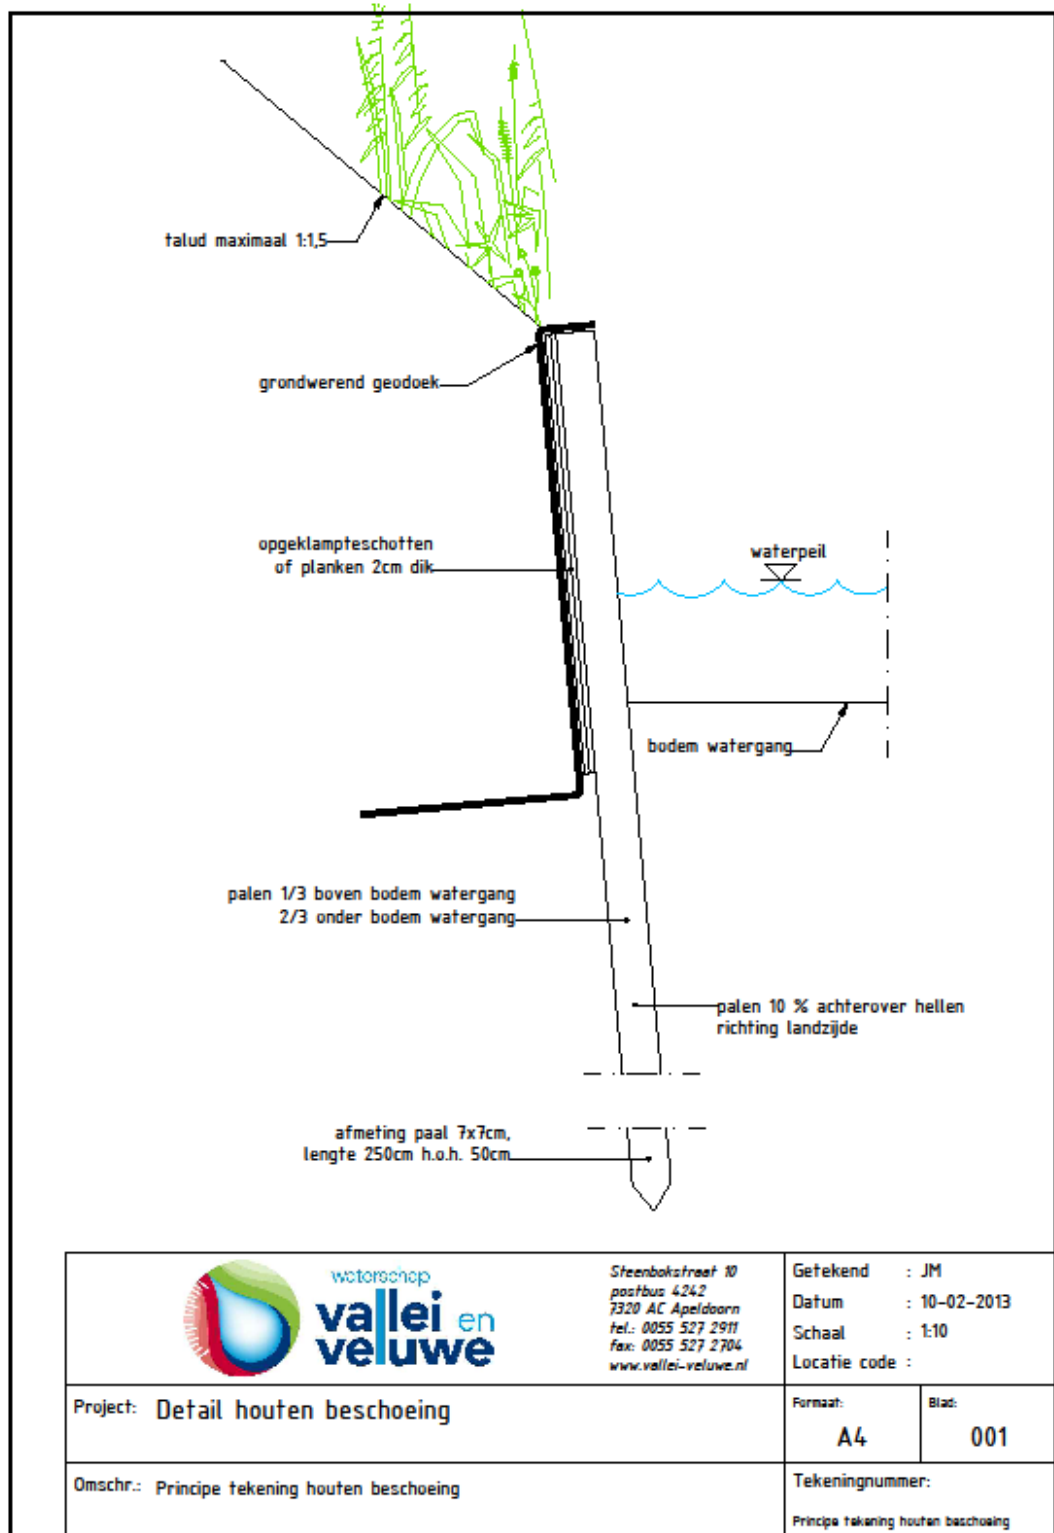 talud maximaal 1:1,5
grondwerend geodoek
opgeklampteschotten
of planken 2cm dik
waterpeil
bodem watergang
palen 1/3 boven bodem watergang
2/3 onder bodem watergang
palen 10 % achterover hellen
richting landzijde
afmeting paal 7x7cm,
lengte 250cm h.o.h. 50cm
waterschap
vallei en
veluwe
Steenbokstraat 10
postbus 4242
7320 AC Apeldoorn
tel.: 0055 527 2911
fax: 0055 527 2704
www.vallei-veluwe.nl
Getekend : JM
Datum : 10-02-2013
Schaal : 1:10
Locatie code :
Project: Detail houten beschoeing
Formaat: Blad:
A4 001
Omschr.: Principe tekening houten beschoeing
Tekeningnummer:
Principe tekening houten beschoeing